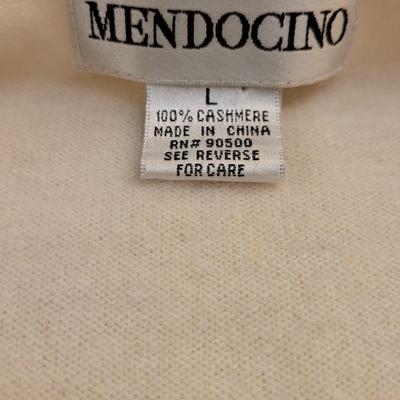 MENDOCINO
L
100% CASHMERE
MADE IN CHINA
RN# 90500
SEE REVERSE
FOR CARE